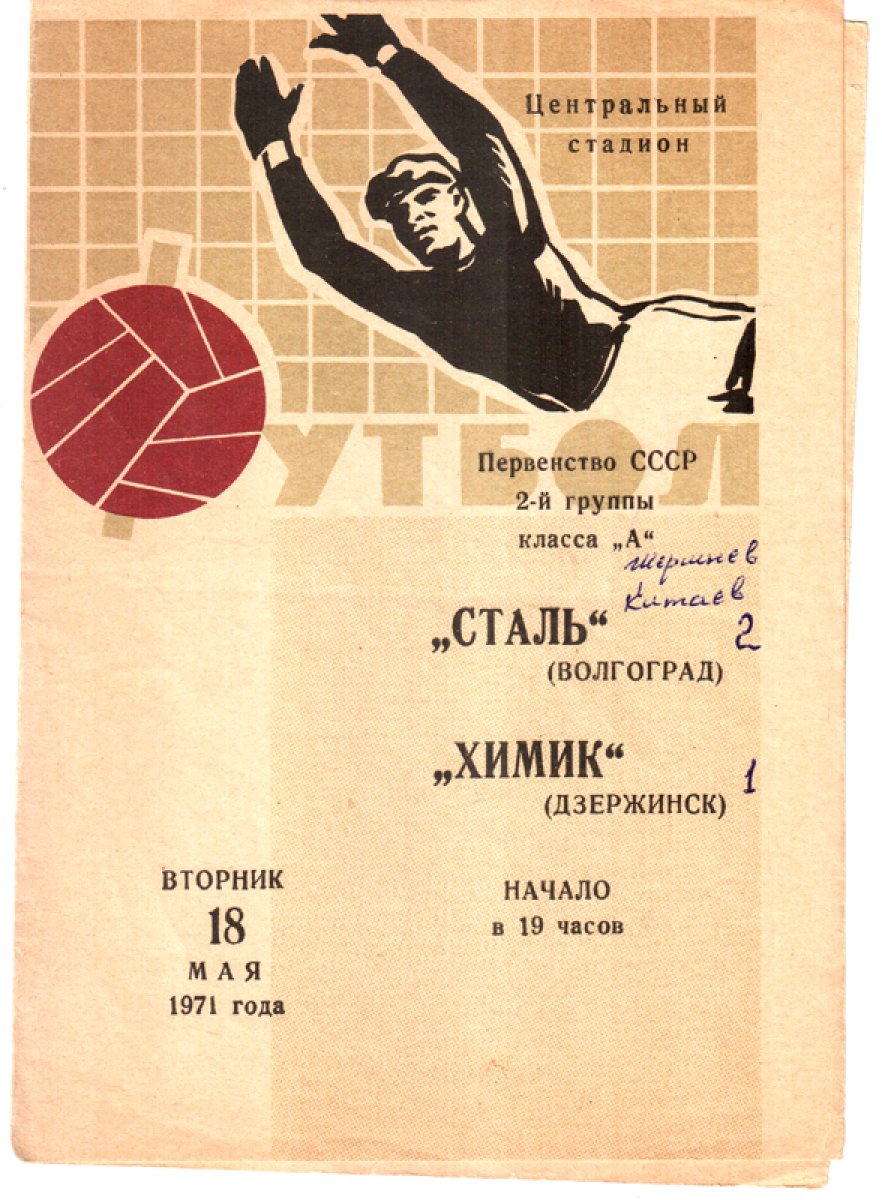 Центральный
стадион
ФУТБОЛ
Первенство СССР
2-й группы
класса „А“
Китаев
„СТАЛЬ“ 2
(ВОЛГОГРАД)
„ХИМИК“ 1
(ДЗЕРЖИНСК)
ВТОРНИК
18
МАЯ
1971 года
НАЧАЛО
в 19 часов